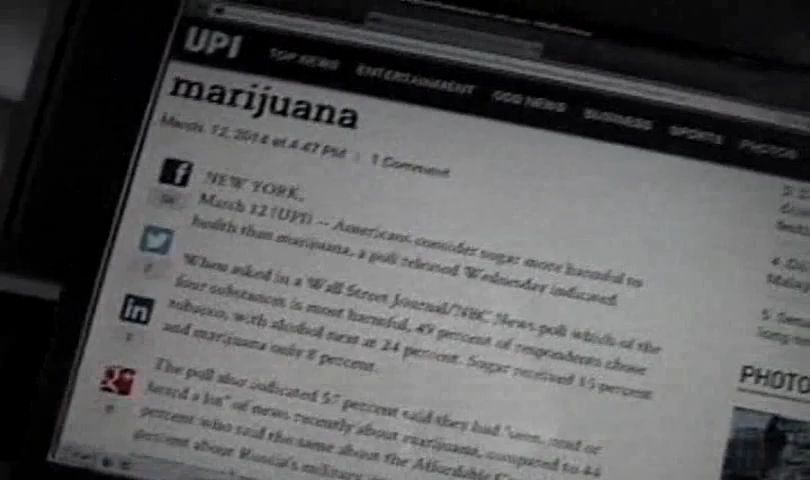 UPI TOP NEWS ENTERTAINMENT ODD NEWS BUSINESS SPORTS PHOTOS
marijuana
March. 12, 2014 at 4:47 PM | 1 Comment
NEW YORK,
March 12 (UPI) -- Americans consider sugar more harmful to
health than marijuana, a poll released Wednesday indicated.
When asked in a Wall Street Journal/NBC News poll which of the
four substances is most harmful, 49 percent of respondents chose
tobacco, with alcohol next at 24 percent. Sugar received 15 percent
and marijuana only 8 percent.
The poll also indicated 57 percent said they had "seen, read or
heard a lot" of news recently about marijuana, compared to 44
percent who said the same about the Affordable
percent about Russia's military
PHOTO